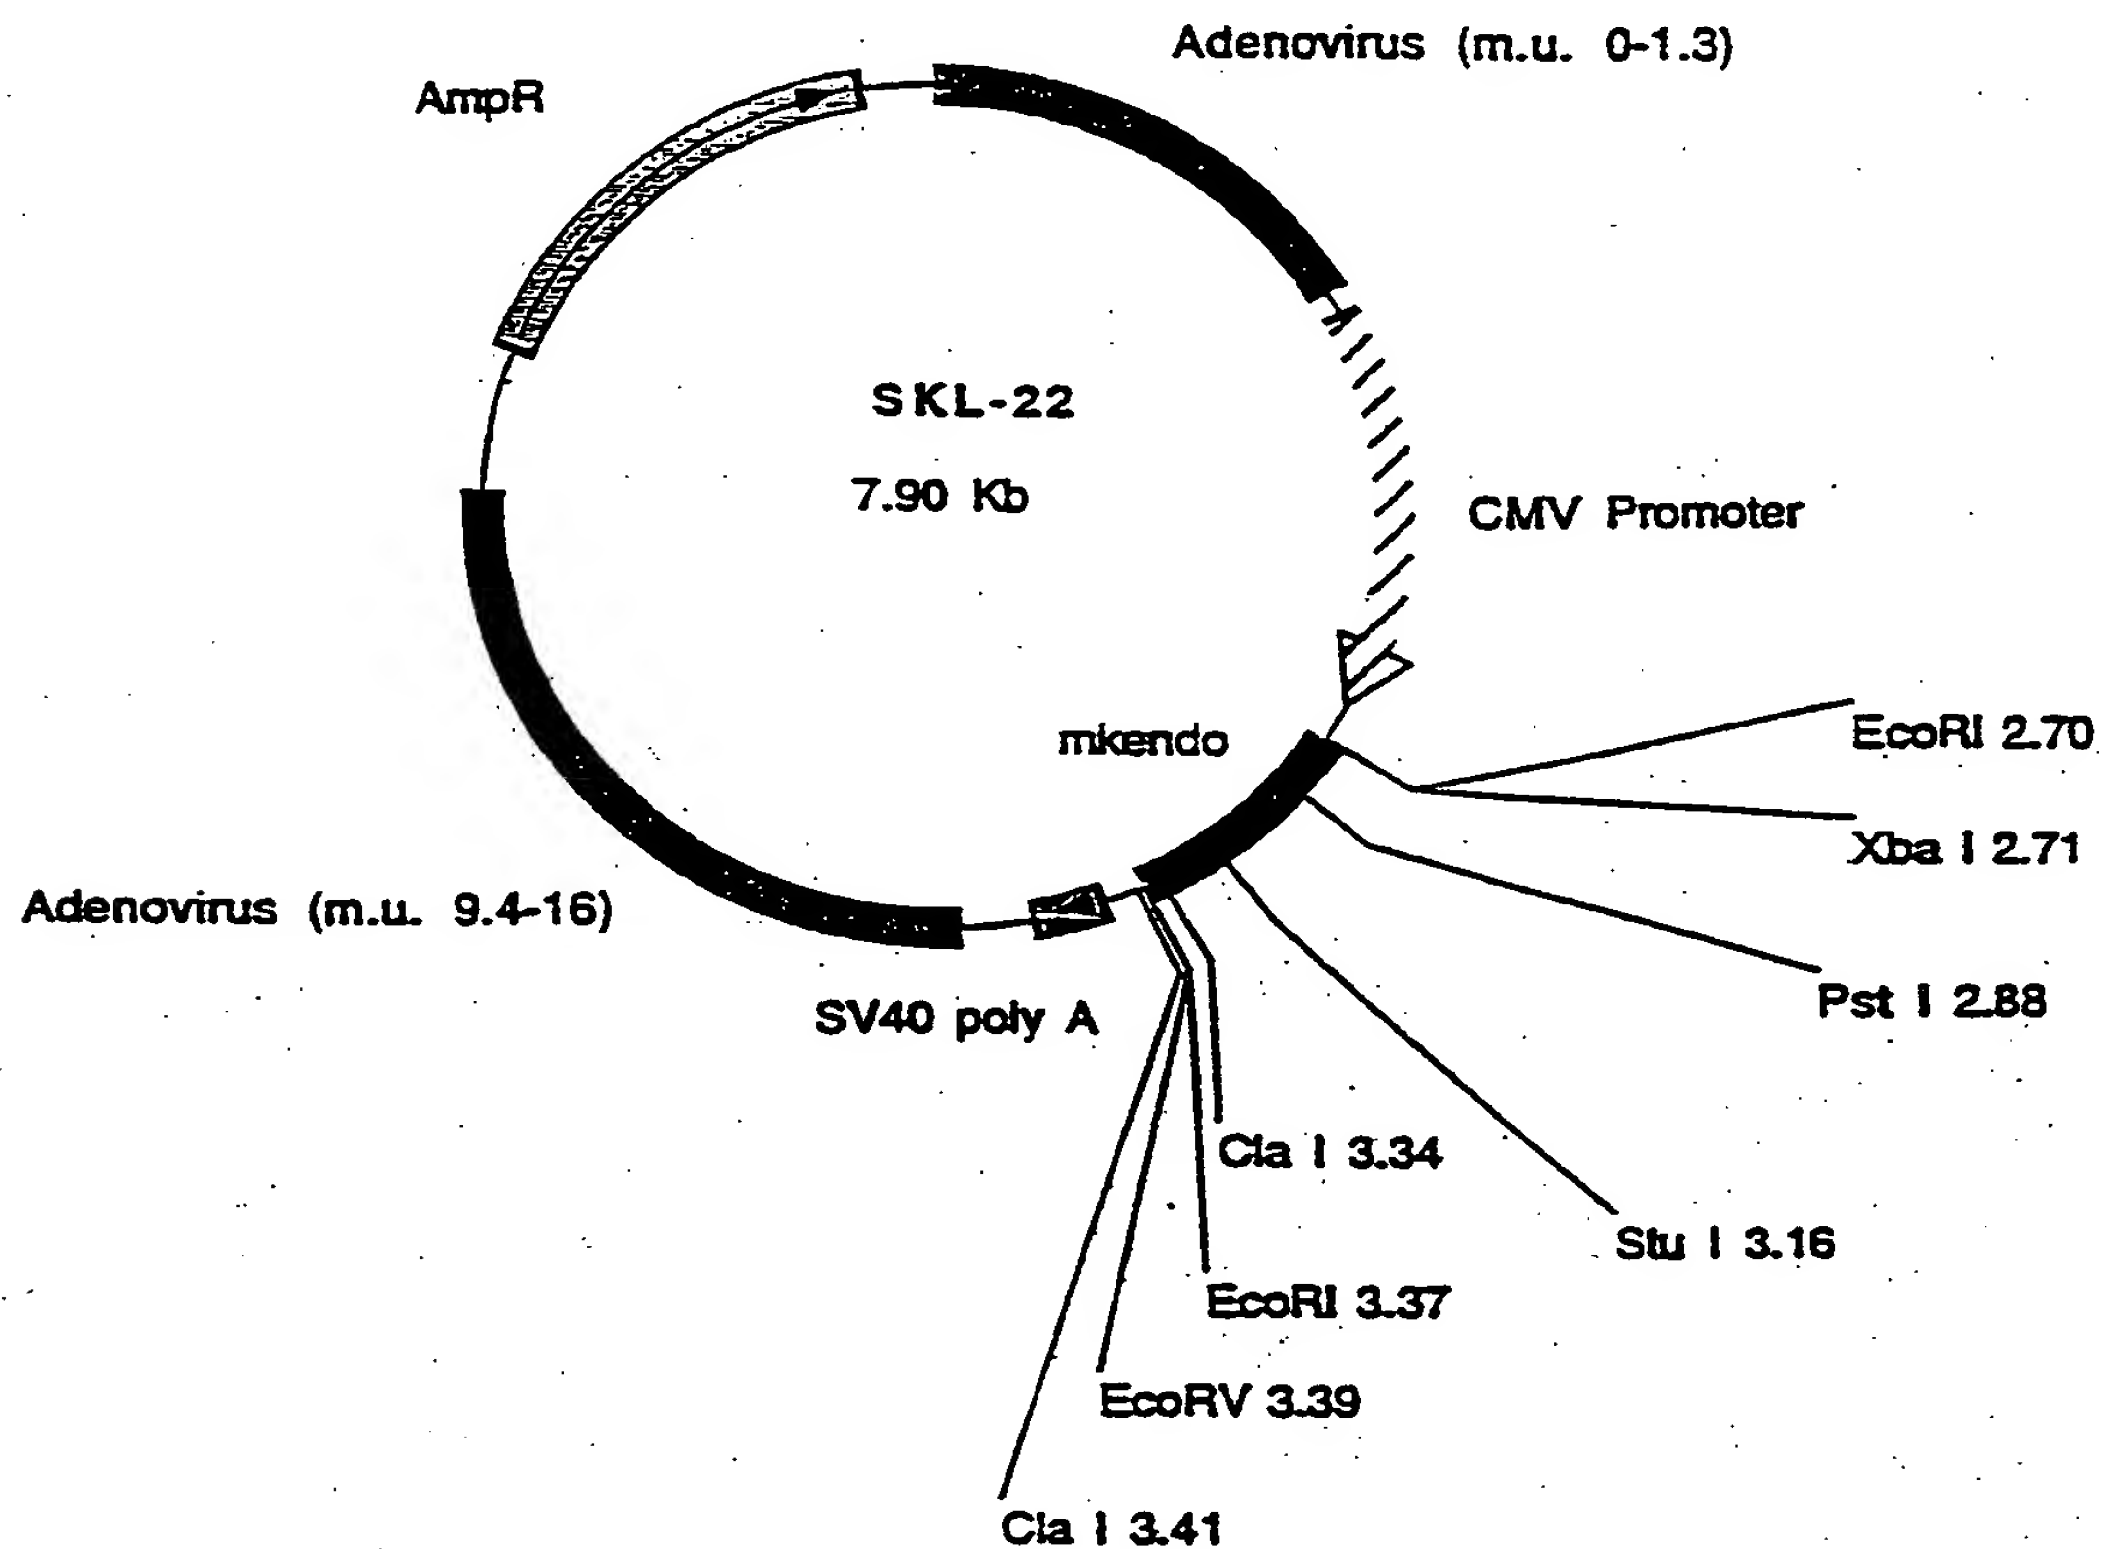 Adenovirus (m.u. 0-1.3)
AmpR
SKL-22
7.90 Kb
CMV Promoter
mkendo
EcoRI 2.70
Xba I 2.71
Pst I 2.88
Adenovirus (m.u. 9.4-16)
SV40 poly A
Cla I 3.34
Stu I 3.16
EcoRI 3.37
EcoRV 3.39
Cla I 3.41